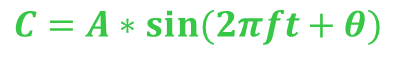 C = A * sin(2πft + θ)